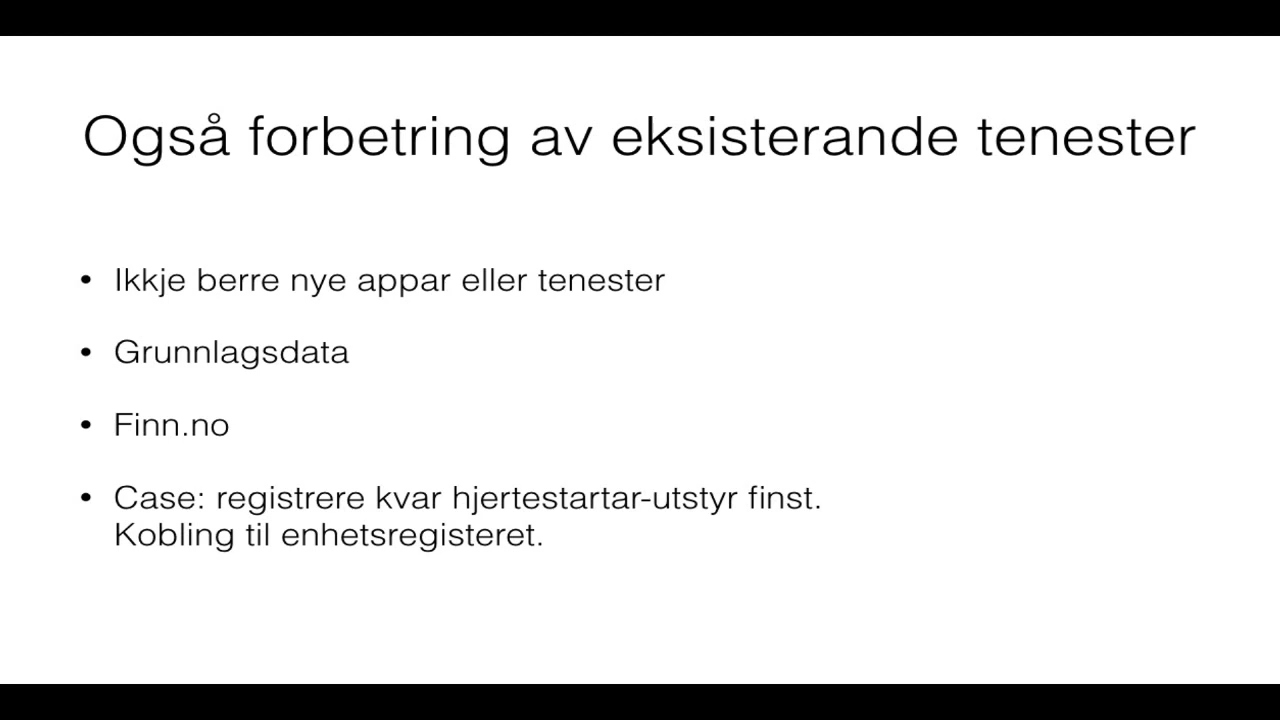 Også forbetring av eksisterande tenester
• Ikkje berre nye appar eller tenester
• Grunnlagsdata
• Finn.no
• Case: registrere kvar hjertestartar-utstyr finst.
Kobling til enhetsregisteret.